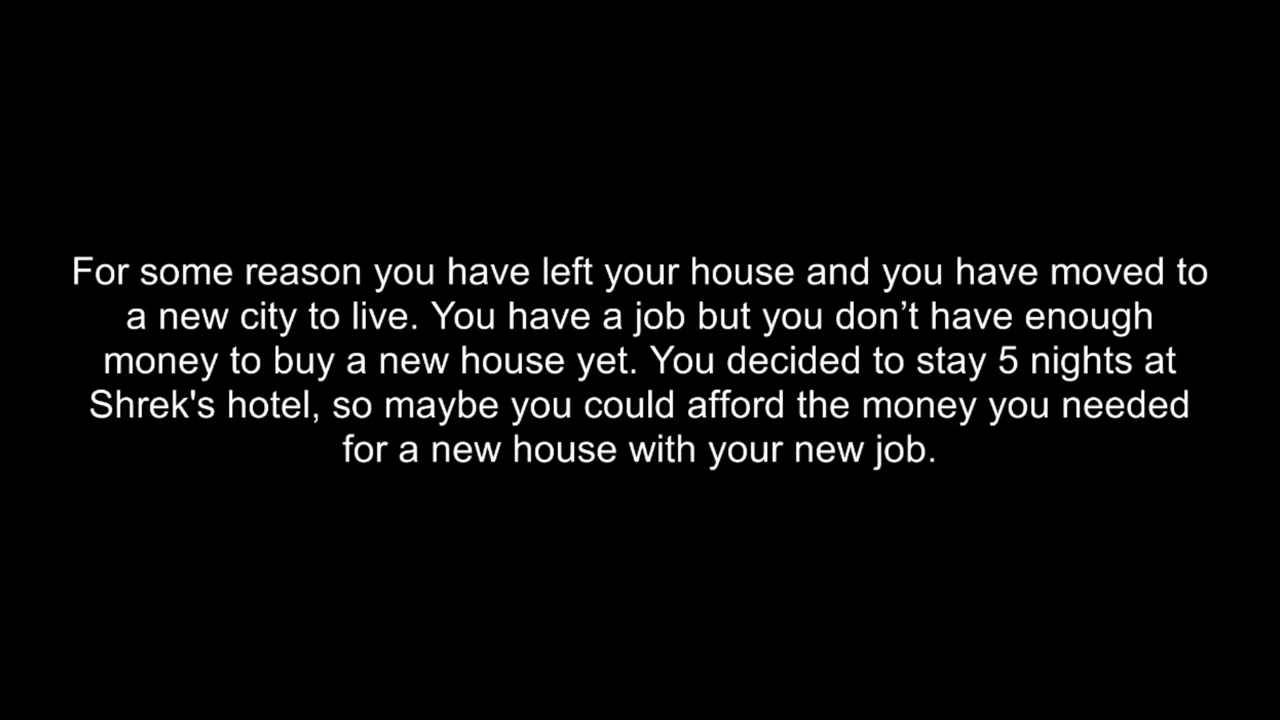 For some reason you have left your house and you have moved to
a new city to live. You have a job but you don’t have enough
money to buy a new house yet. You decided to stay 5 nights at
Shrek's hotel, so maybe you could afford the money you needed
for a new house with your new job.